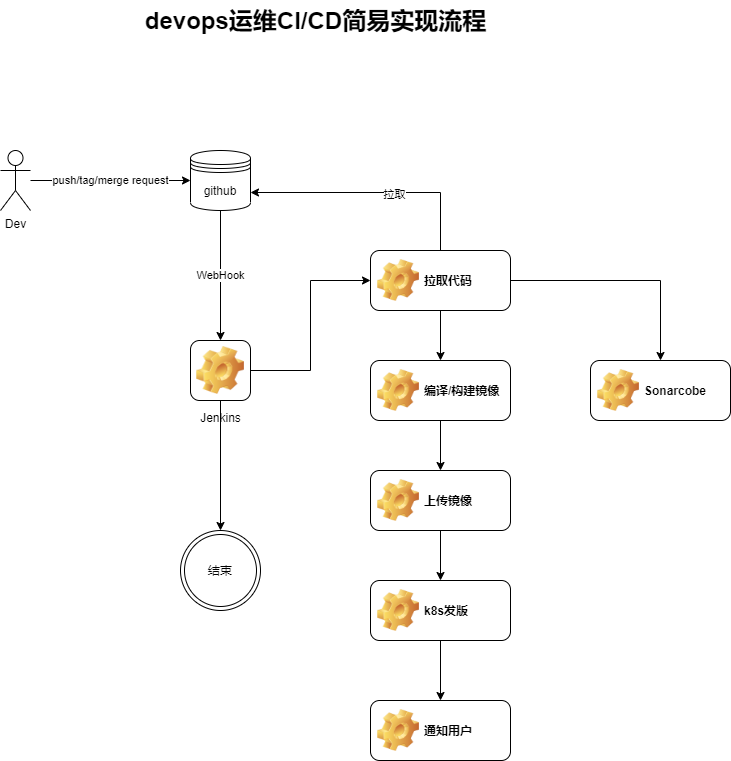 devops运维CI/CD简易实现流程
push/tag/merge request
github
拉取
Dev
WebHook
拉取代码
编译/构建镜像
Sonarcobe
Jenkins
上传镜像
结束
k8s发版
通知用户